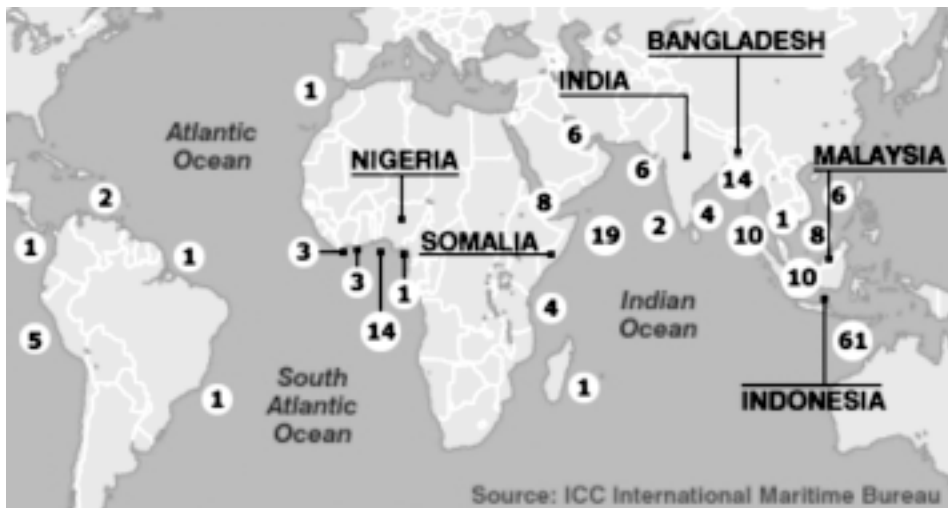 BANGLADESH
INDIA
1
Atlantic
Ocean
6
NIGERIA
6
14
MALAYSIA
2
8
6
1
1
3
SOMALIA
19
2
4
10
1
8
3
1
10
5
14
4
Indian
Ocean
61
1
South
Atlantic
Ocean
1
INDONESIA
Source: ICC International Maritime Bureau